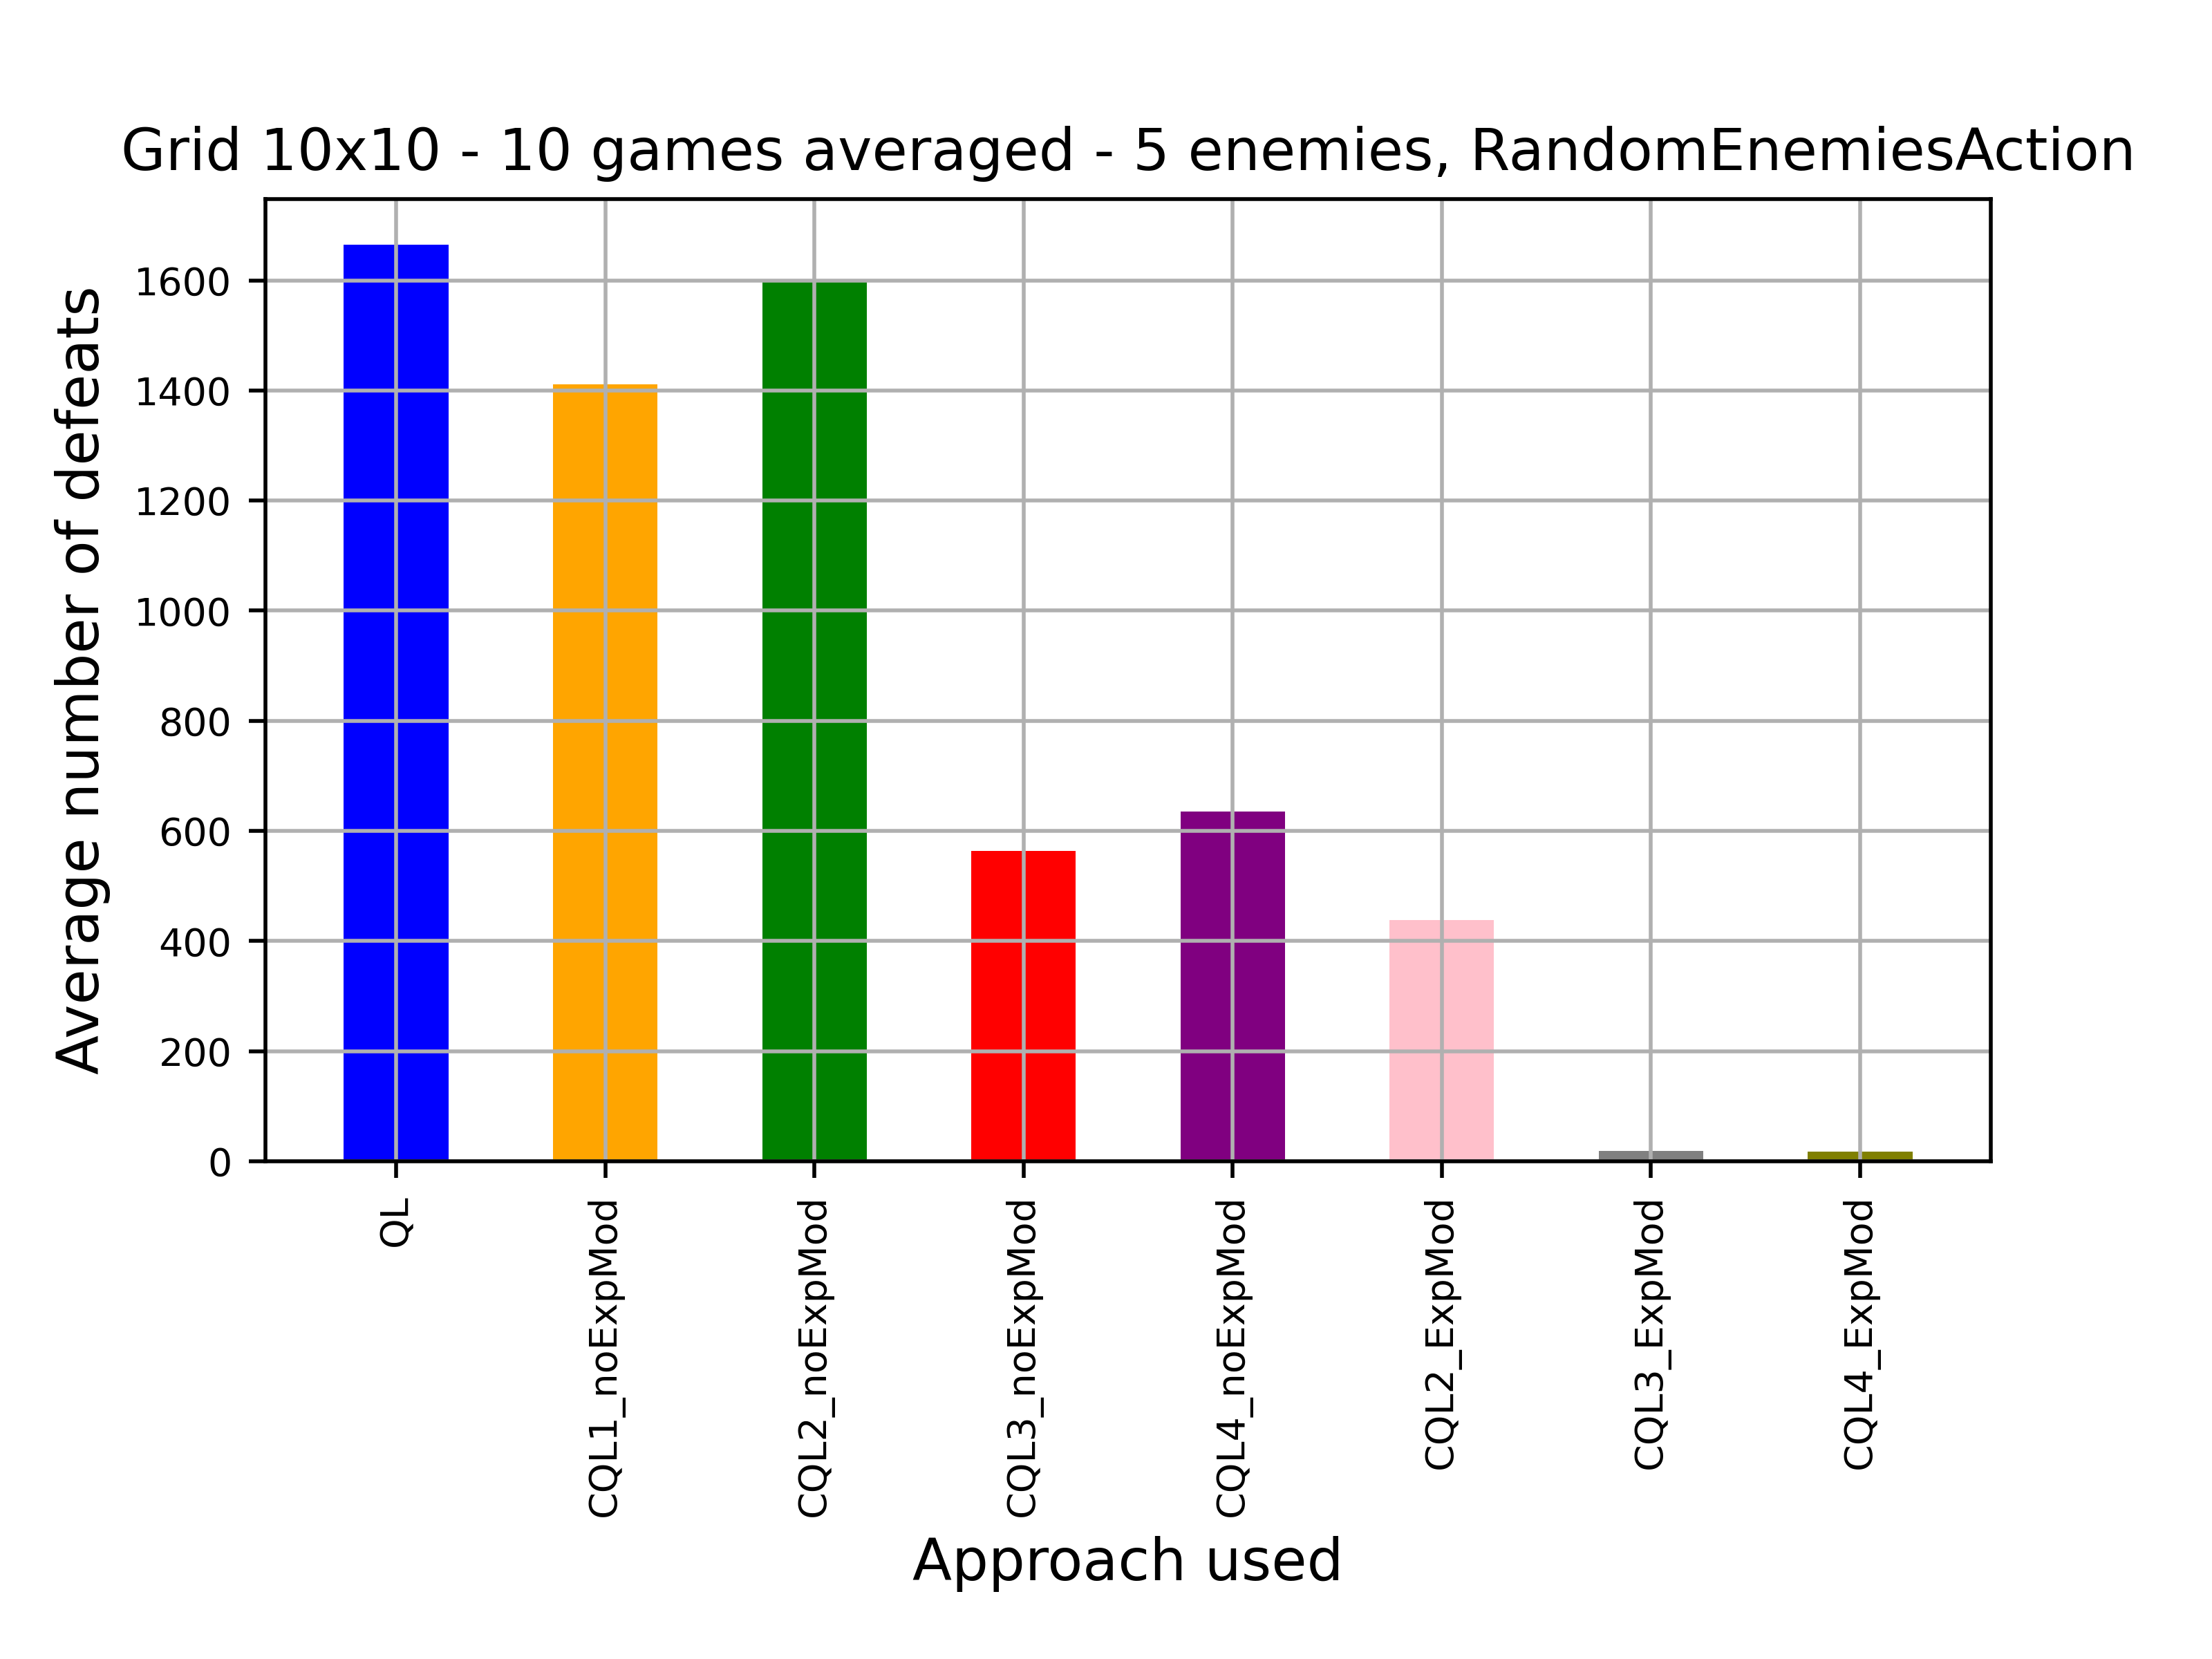 Grid 10x10 - 10 games averaged - 5 enemies, RandomEnemiesAction
Average number of defeats
1600
1400
1200
1000
800
600
400
200
0
QL
CQL1_noExpMod
CQL2_noExpMod
CQL3_noExpMod
CQL4_noExpMod
CQL2_ExpMod
CQL3_ExpMod
CQL4_ExpMod
Approach used